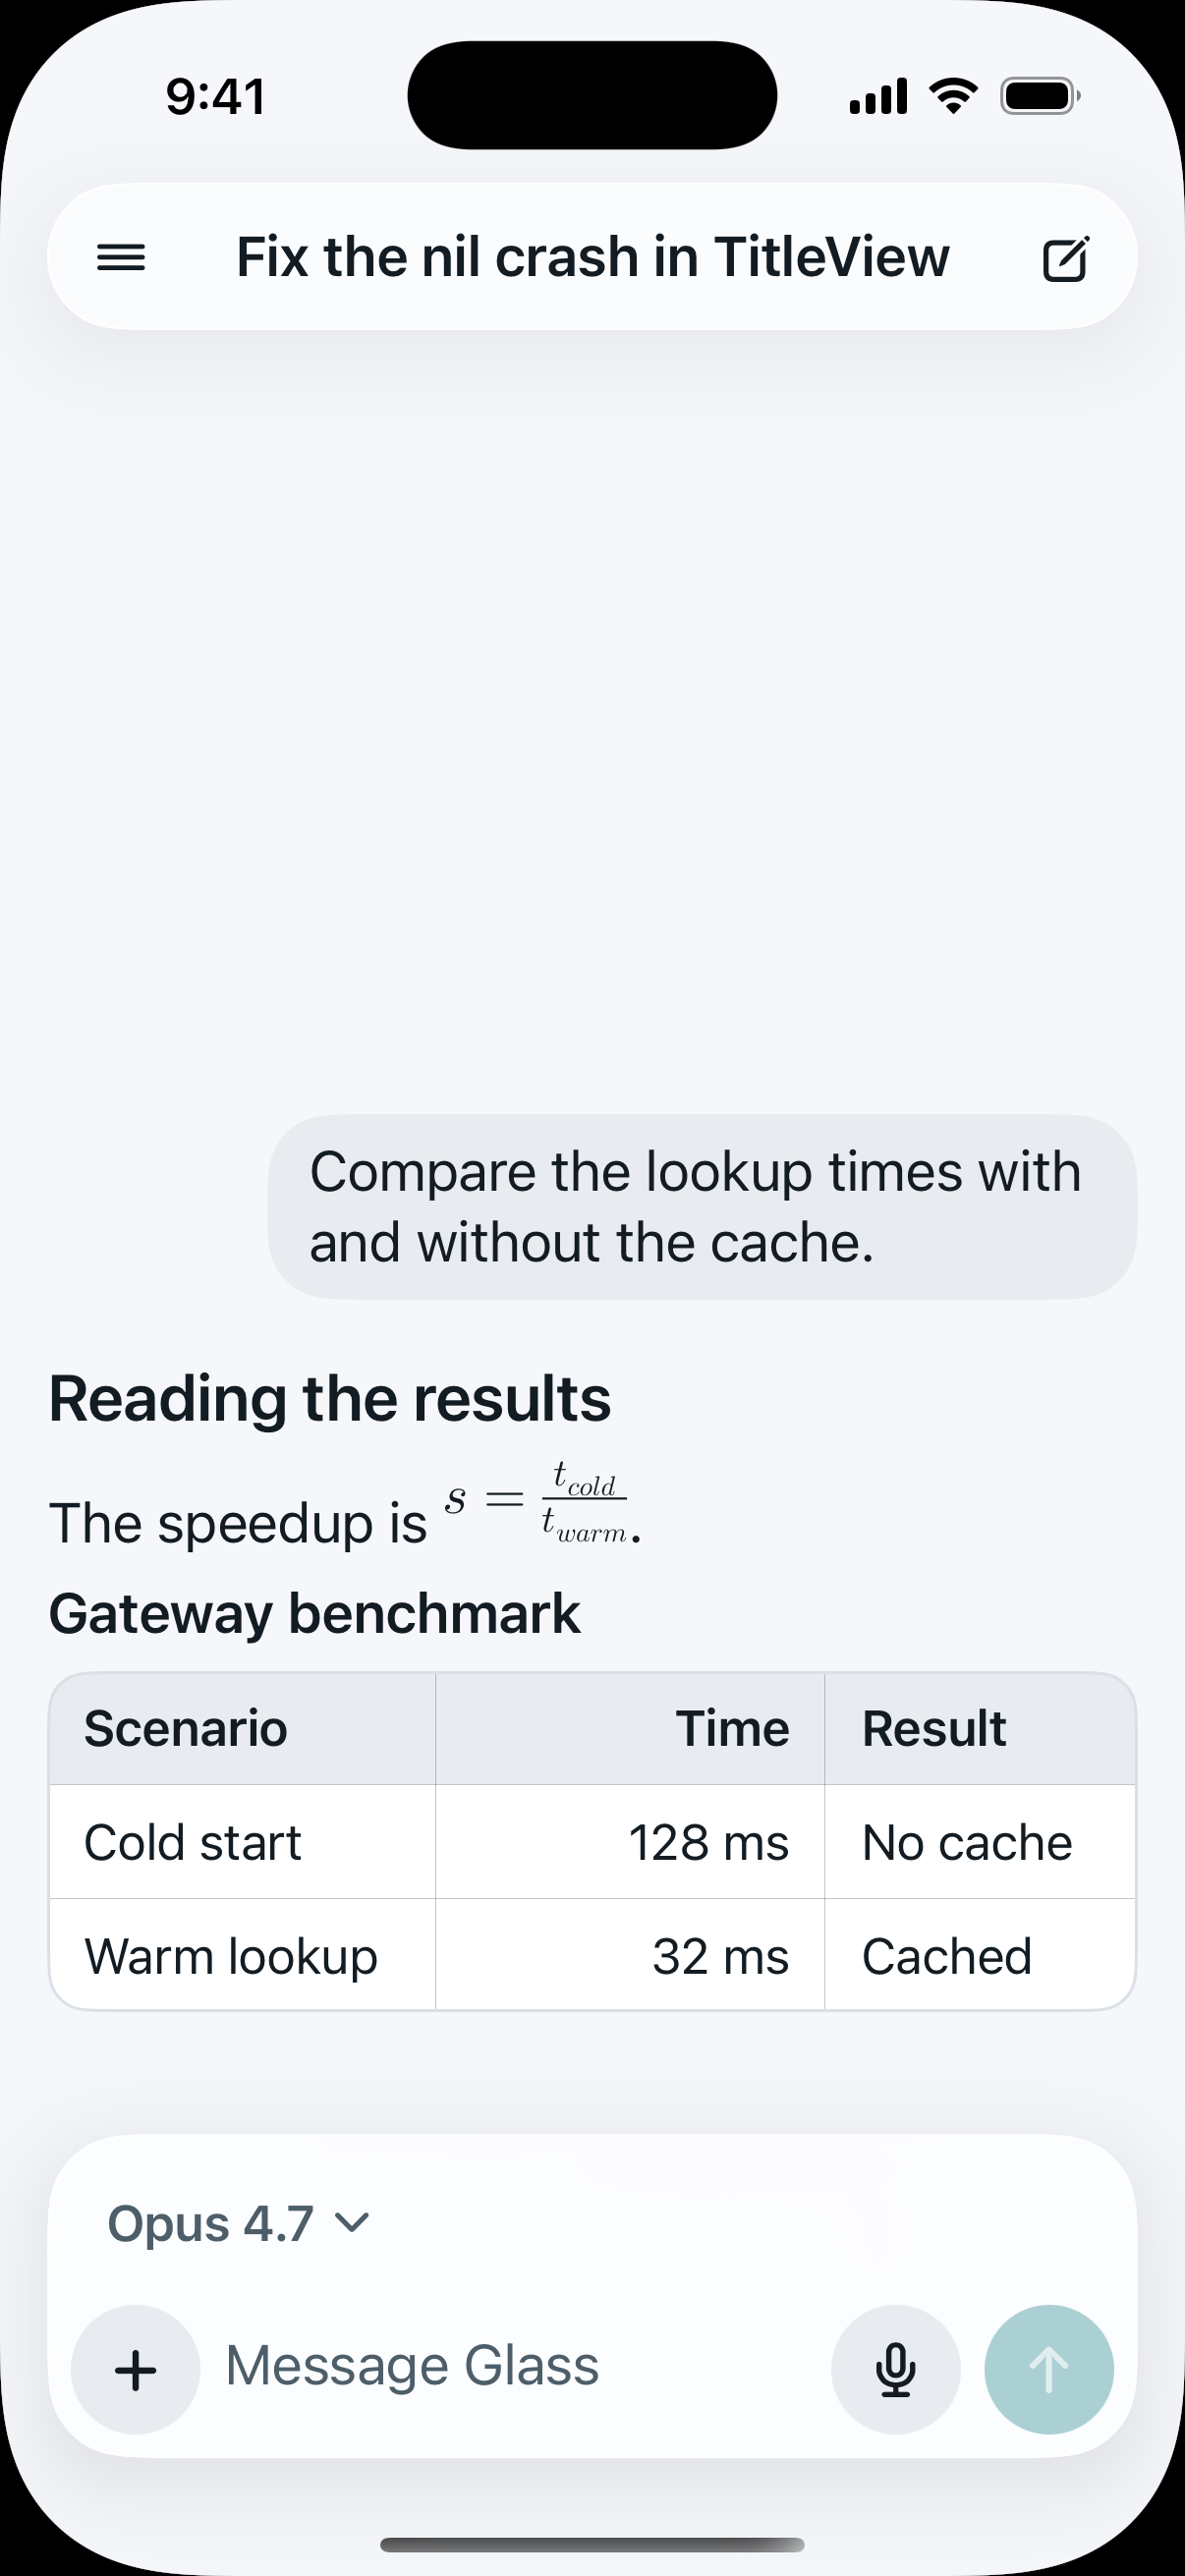 9:41
Fix the nil crash in TitleView
Compare the lookup times with
and without the cache.
Reading the results
The speedup is s = t_cold / t_warm.
Gateway benchmark
Scenario Time Result
Cold start 128 ms No cache
Warm lookup 32 ms Cached
Opus 4.7
Message Glass